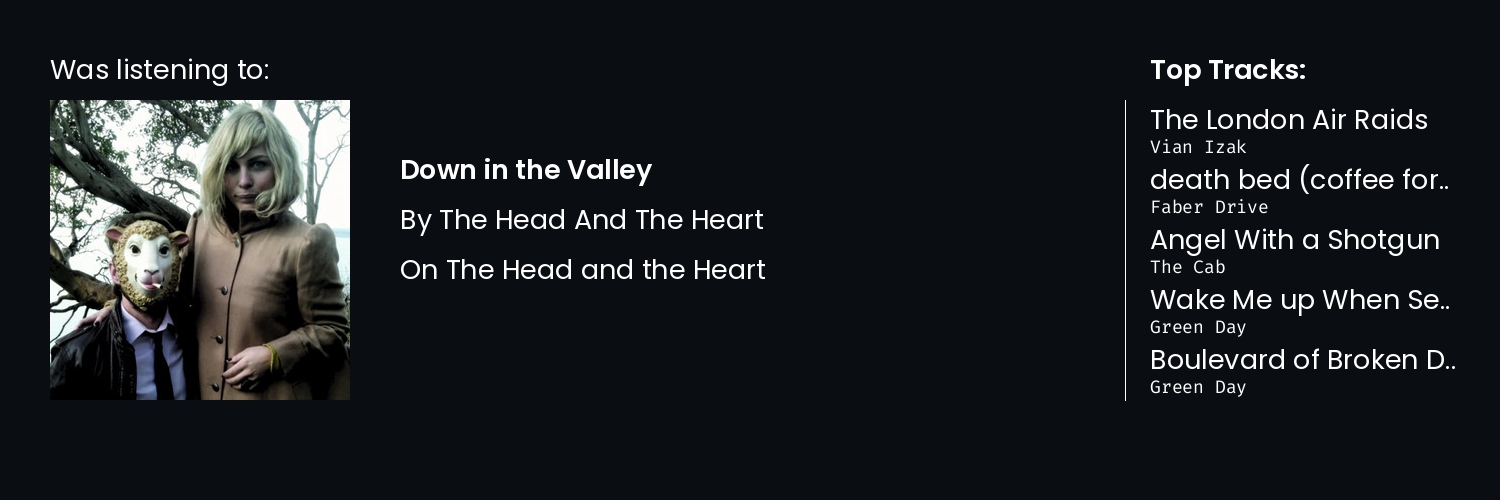 Was listening to:
Down in the Valley
By The Head And The Heart
On The Head and the Heart
Top Tracks:
The London Air Raids
Vian Izak
death bed (coffee for..
Faber Drive
Angel With a Shotgun
The Cab
Wake Me up When Se..
Green Day
Boulevard of Broken D..
Green Day